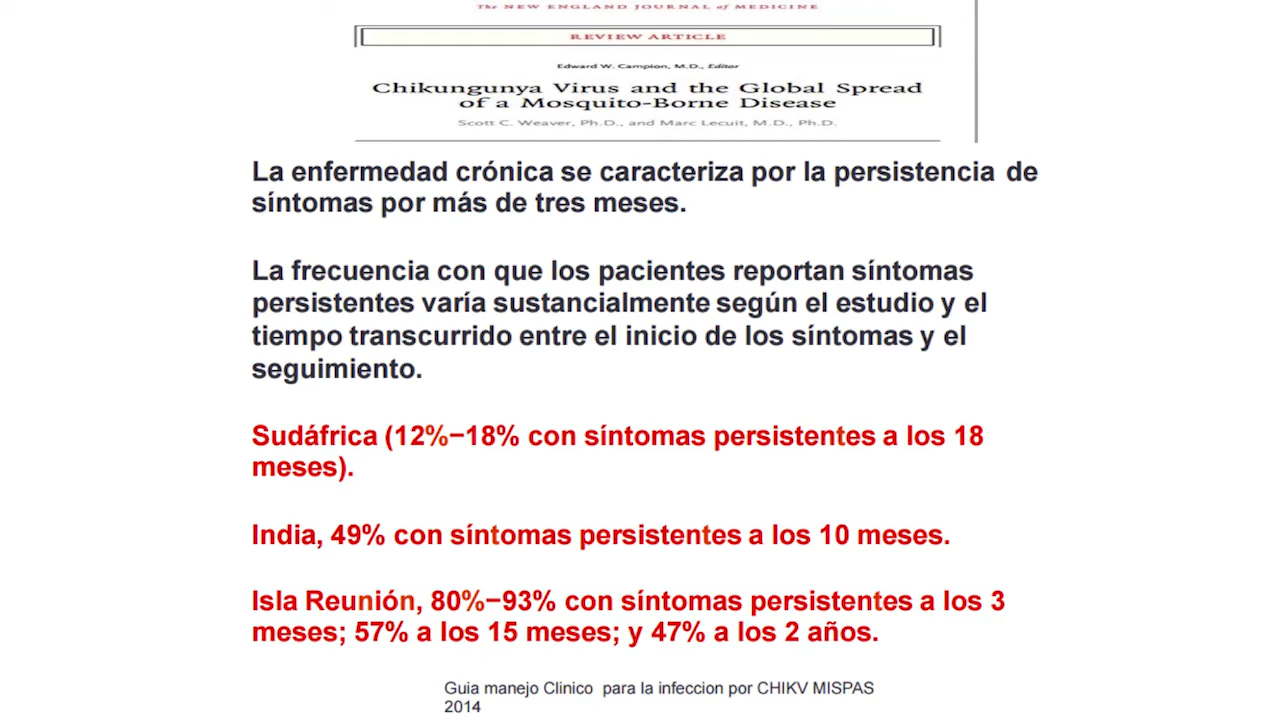 The NEW ENGLAND JOURNAL of MEDICINE
REVIEW ARTICLE
Edward W. Campion, M.D., Editor
Chikungunya Virus and the Global Spread
of a Mosquito-Borne Disease
Scott C. Weaver, Ph.D., and Marc Lecuit, M.D., Ph.D.
La enfermedad crónica se caracteriza por la persistencia de
síntomas por más de tres meses.
La frecuencia con que los pacientes reportan síntomas
persistentes varía sustancialmente según el estudio y el
tiempo transcurrido entre el inicio de los síntomas y el
seguimiento.
Sudáfrica (12%–18% con síntomas persistentes a los 18
meses).
India, 49% con síntomas persistentes a los 10 meses.
Isla Reunión, 80%–93% con síntomas persistentes a los 3
meses; 57% a los 15 meses; y 47% a los 2 años.
Guia manejo Clinico para la infeccion por CHIKV MISPAS
2014